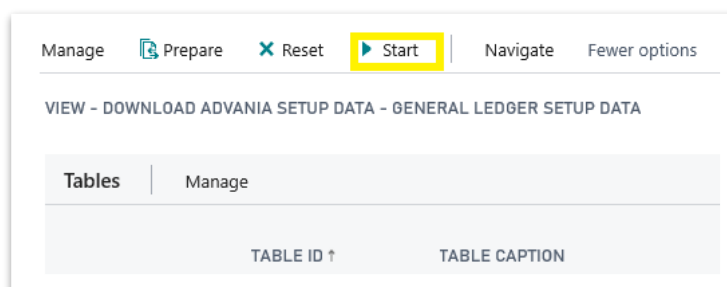 Manage Prepare Reset Start Navigate Fewer options
VIEW - DOWNLOAD ADVANIA SETUP DATA - GENERAL LEDGER SETUP DATA
Tables Manage
TABLE ID ↑ TABLE CAPTION